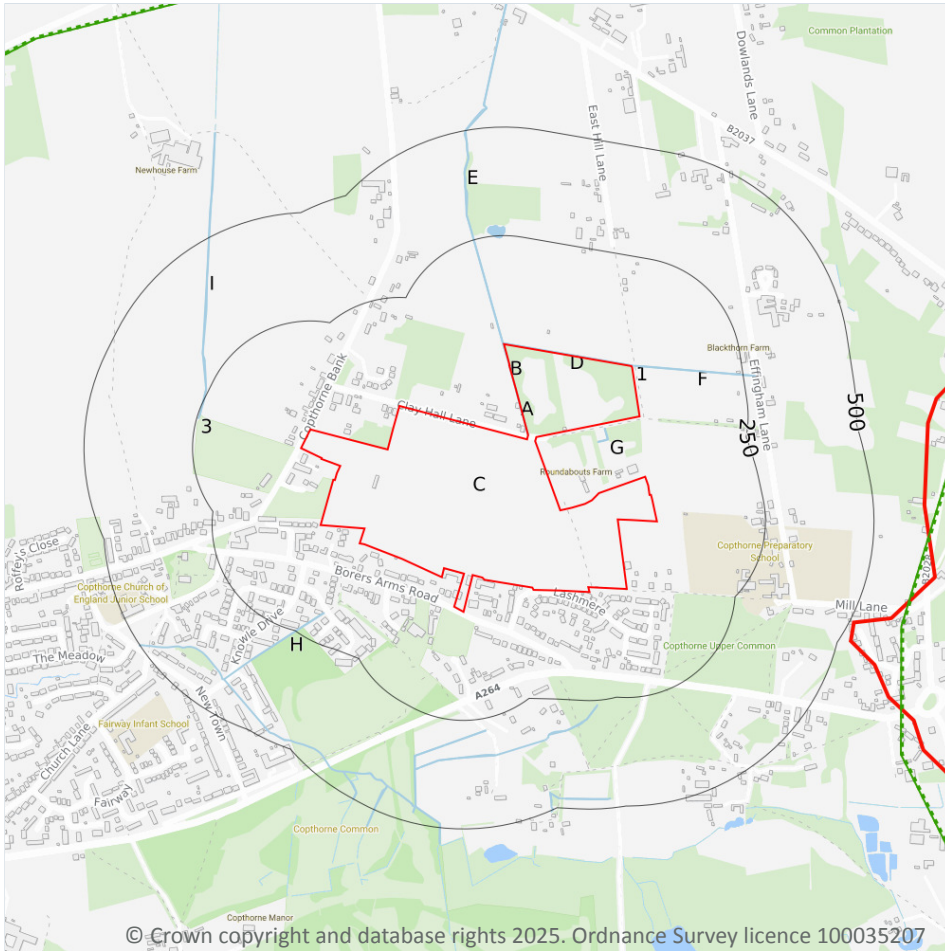 Common Plantation
Dowlands Lane
B2037
East Hill Lane
Newhouse Farm
E
I
Copthorne Bank
B
D
1
F
Blackthorn Farm
Effingham Lane
A
Clay Hall Lane
3
G
250
500
Roundabouts Farm
C
Roffey's Close
Copthorne Preparatory
School
B2028
Copthorne Church of
England Junior School
Borers Arms Road
Lashmere
Mill Lane
Knowle Drive
H
The Meadow
Copthorne Upper Common
New Town
A264
Fairway Infant School
Church Lane
Fairway
Copthorne Common
Copthorne Manor
© Crown copyright and database rights 2025. Ordnance Survey licence 100035207